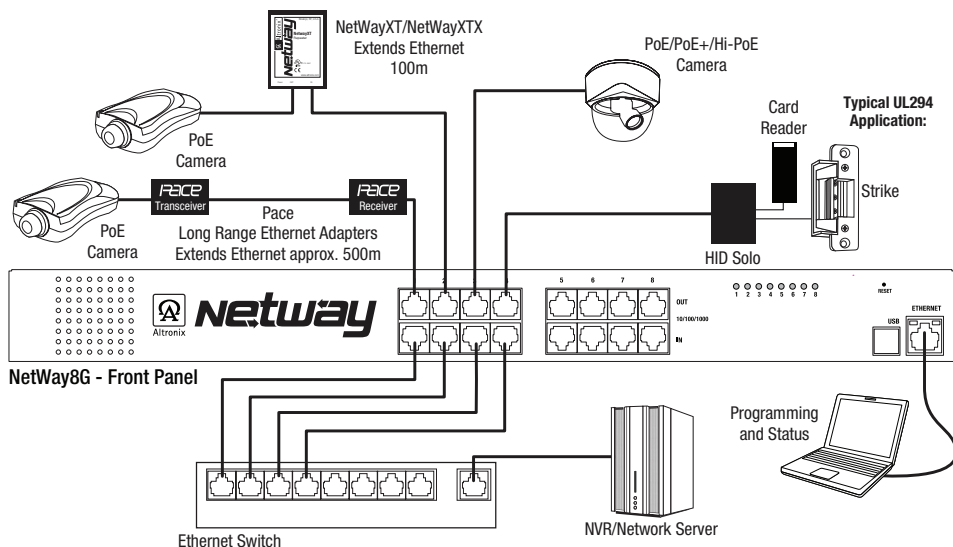 NetWayXT/NetWayXTX
Extends Ethernet
100m
PoE/PoE+/Hi-PoE
Camera
Card
Reader
Typical UL294
Application:
NetwayXT
Netway
PoE
Camera
PACE
Transceiver
PACE
Receiver
Strike
Pace
Long Range Ethernet Adapters
Extends Ethernet approx. 500m
PoE
Camera
HID Solo
2
5 6 7 8
OUT
10/100/1000
IN
1 2 3 4 5 6 7 8
RESET
ETHERNET
USB
Altronix
Netway
NetWay8G - Front Panel
Programming
and Status
Ethernet Switch
NVR/Network Server